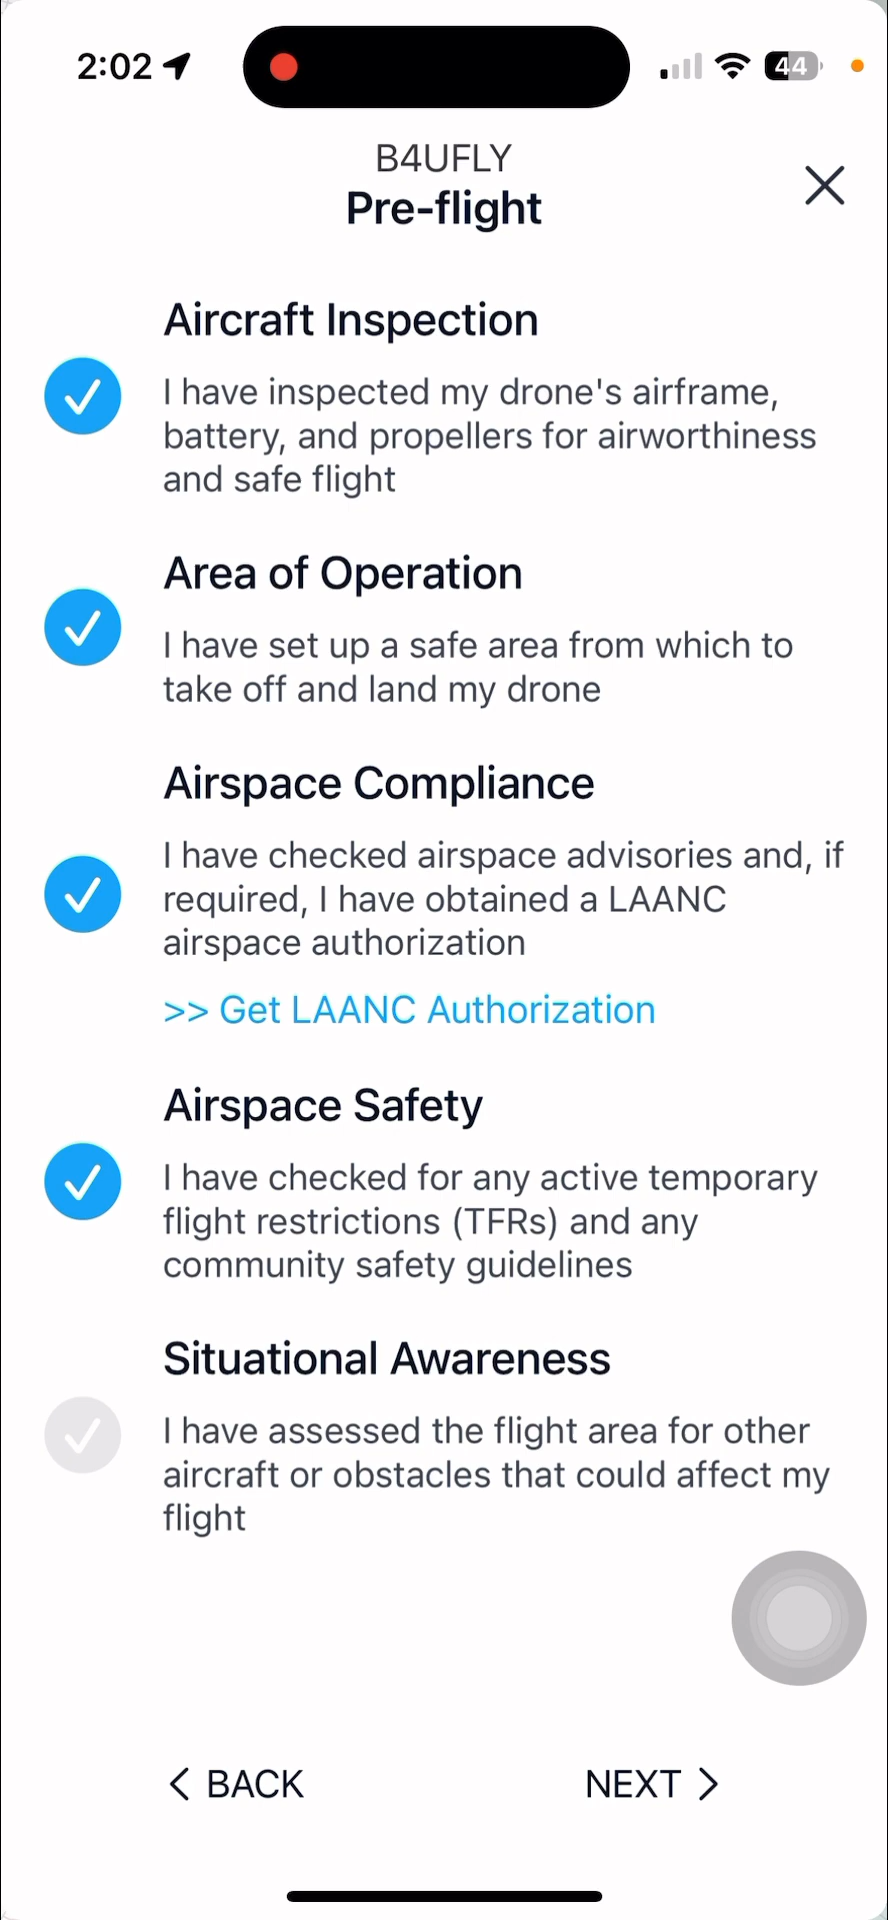 2:02
44
B4UFLY
Pre-flight
Aircraft Inspection
I have inspected my drone's airframe,
battery, and propellers for airworthiness
and safe flight
Area of Operation
I have set up a safe area from which to
take off and land my drone
Airspace Compliance
I have checked airspace advisories and, if
required, I have obtained a LAANC
airspace authorization
>> Get LAANC Authorization
Airspace Safety
I have checked for any active temporary
flight restrictions (TFRs) and any
community safety guidelines
Situational Awareness
I have assessed the flight area for other
aircraft or obstacles that could affect my
flight
BACK NEXT